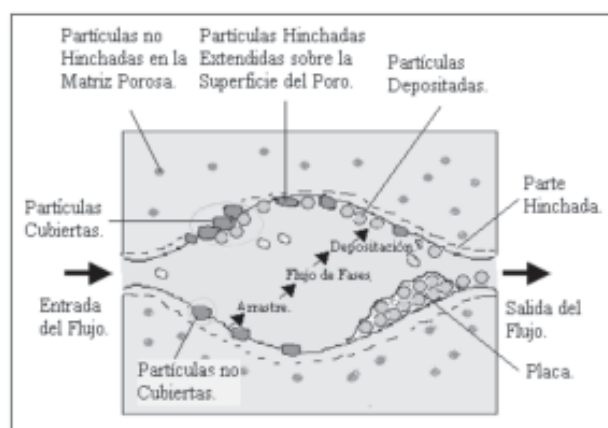 Partículas no
Hinchadas en la
Matriz Porosa.
Partículas Hinchadas
Extendidas sobre la
Superficie del Poro.
Partículas
Depositadas.
Partículas
Cubiertas.
Parte
Hinchada.
Depositación
Flujo de Fases
Arrastre.
Entrada
del Flujo.
Salida del
Flujo.
Partículas no
Cubiertas.
Placa.